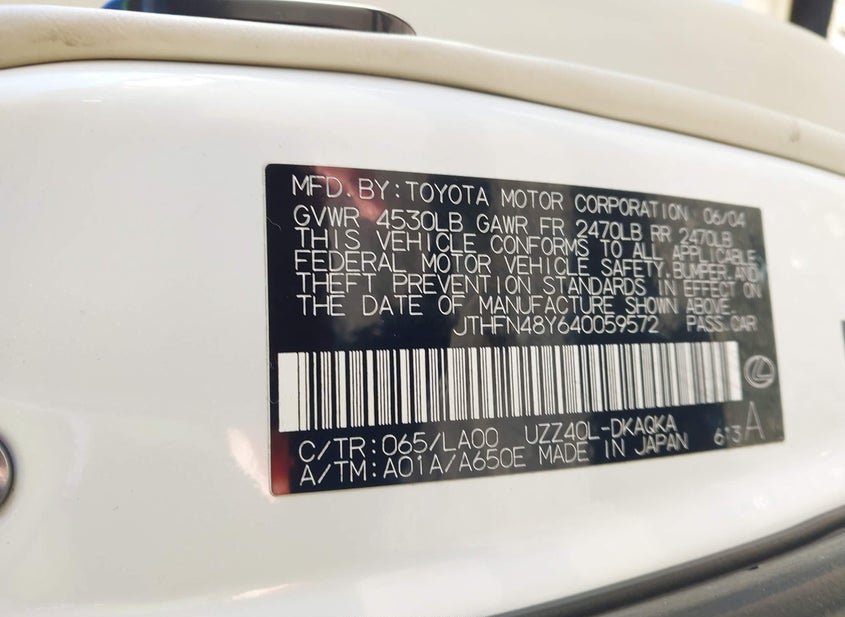 MFD. BY: TOYOTA MOTOR CORPORATION 06/04
GVWR 4530LB GAWR FR 2470LB RR 2470LB
THIS VEHICLE CONFORMS TO ALL APPLICABLE
FEDERAL MOTOR VEHICLE SAFETY, BUMPER, AND
THEFT PREVENTION STANDARDS IN EFFECT ON
THE DATE OF MANUFACTURE SHOWN ABOVE.
JTHFN48Y640059572 PASS. CAR
C/TR: 065/LA00 UZZ40L-DKAQKA
A/TM: A01A/A650E MADE IN JAPAN 6:3 A